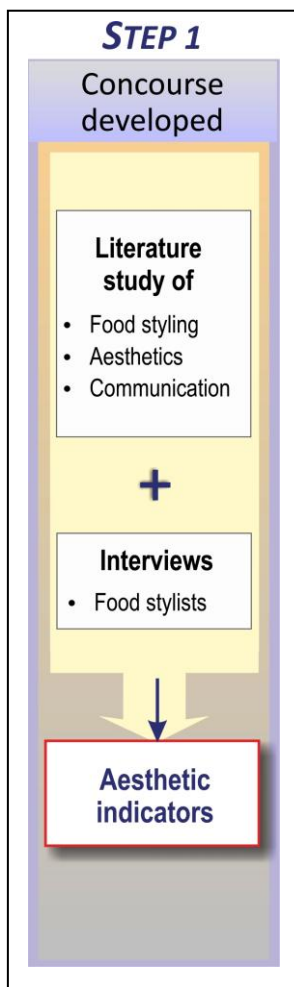 STEP 1
Concourse
developed
Literature
study of
• Food styling
• Aesthetics
• Communication
+
Interviews
• Food stylists
Aesthetic
indicators